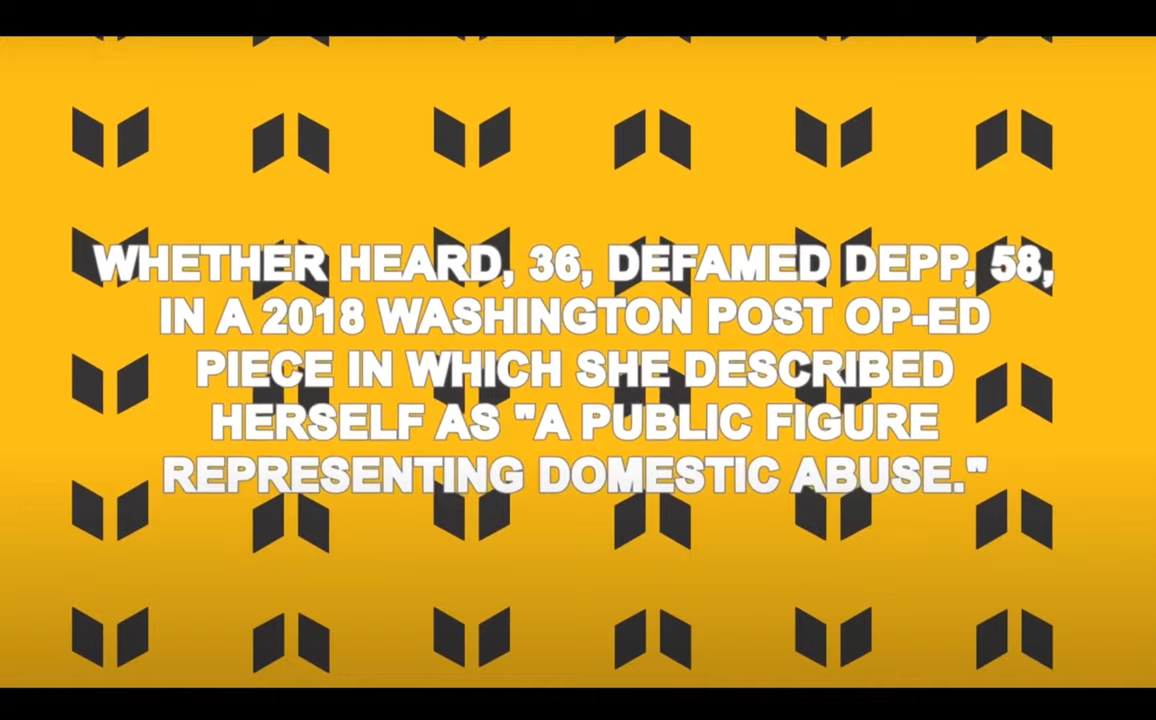 WHETHER HEARD, 36, DEFAMED DEPP, 58,
IN A 2018 WASHINGTON POST OP-ED
PIECE IN WHICH SHE DESCRIBED
HERSELF AS "A PUBLIC FIGURE
REPRESENTING DOMESTIC ABUSE."